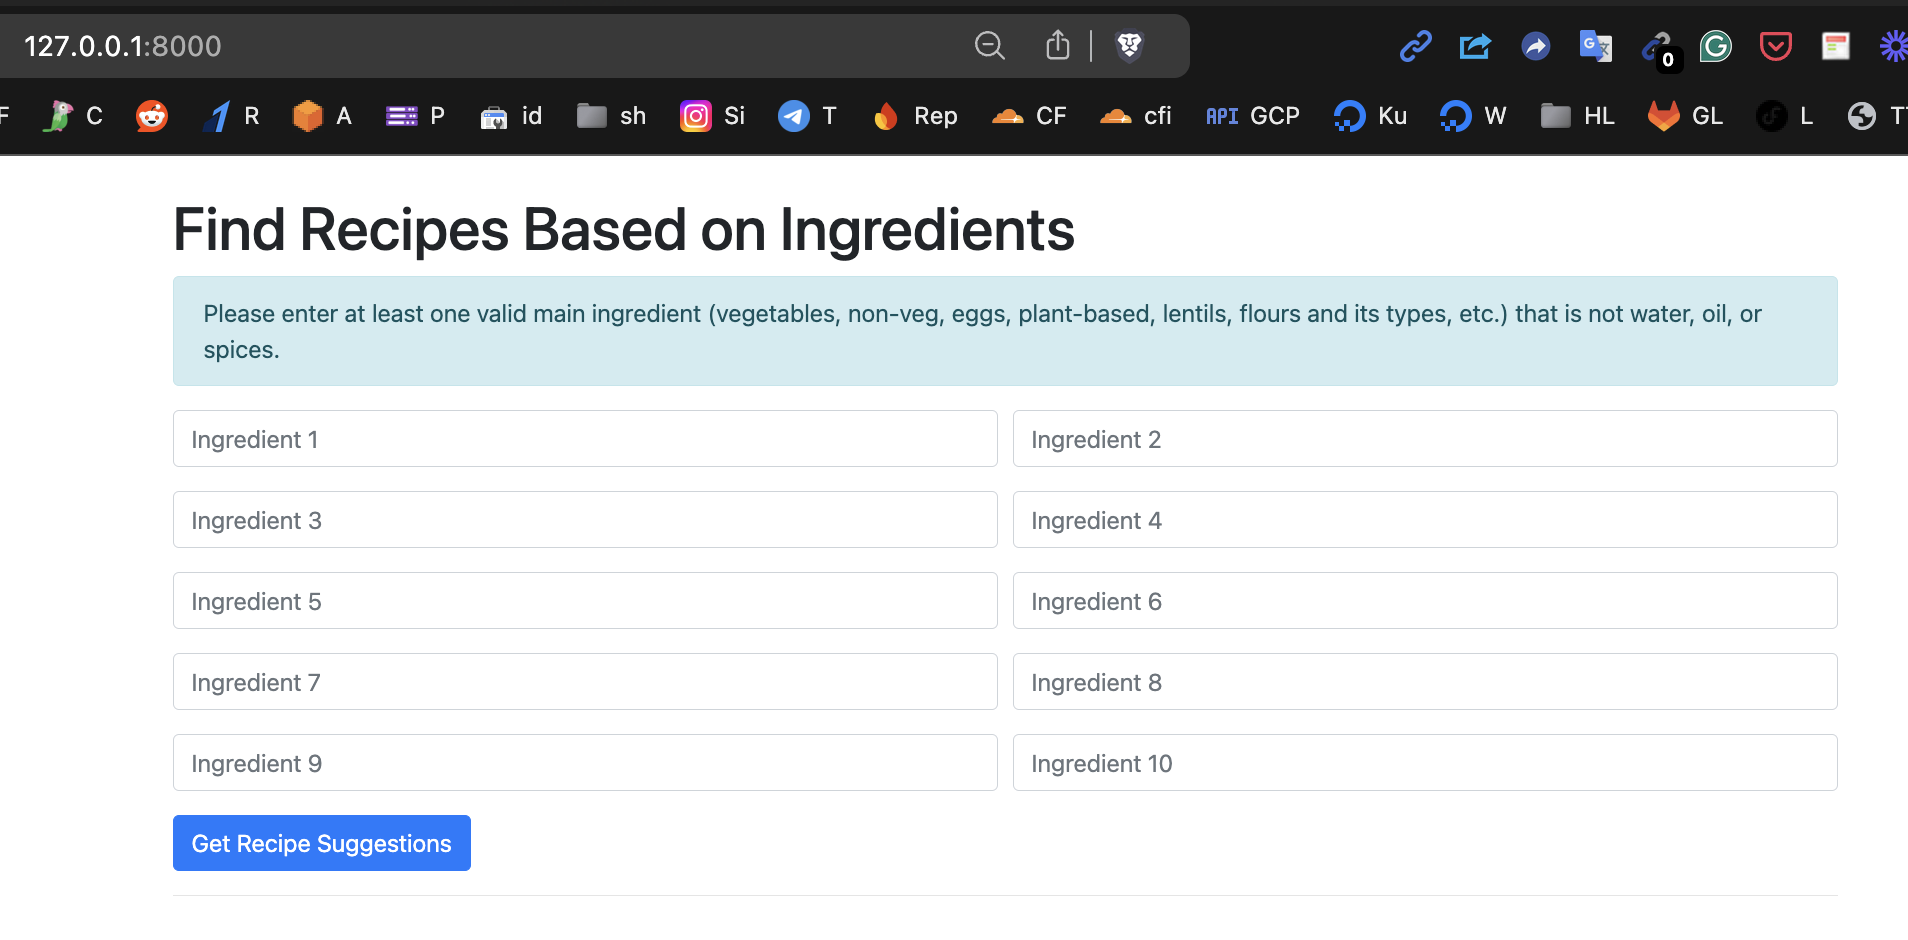 127.0.0.1:8000
0
F C R A P id sh Si T Rep CF cfi API GCP Ku W HL GL L
Find Recipes Based on Ingredients
Please enter at least one valid main ingredient (vegetables, non-veg, eggs, plant-based, lentils, flours and its types, etc.) that is not water, oil, or
spices.
Ingredient 1 Ingredient 2
Ingredient 3 Ingredient 4
Ingredient 5 Ingredient 6
Ingredient 7 Ingredient 8
Ingredient 9 Ingredient 10
Get Recipe Suggestions